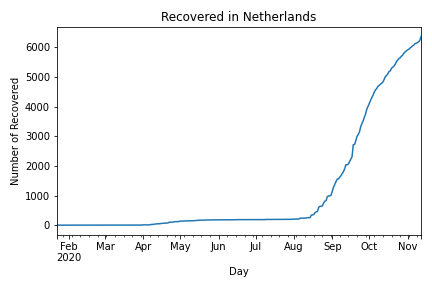 Recovered in Netherlands
Number of Recovered
6000
5000
4000
3000
2000
1000
0
Feb Mar Apr May Jun Jul Aug Sep Oct Nov
2020
Day